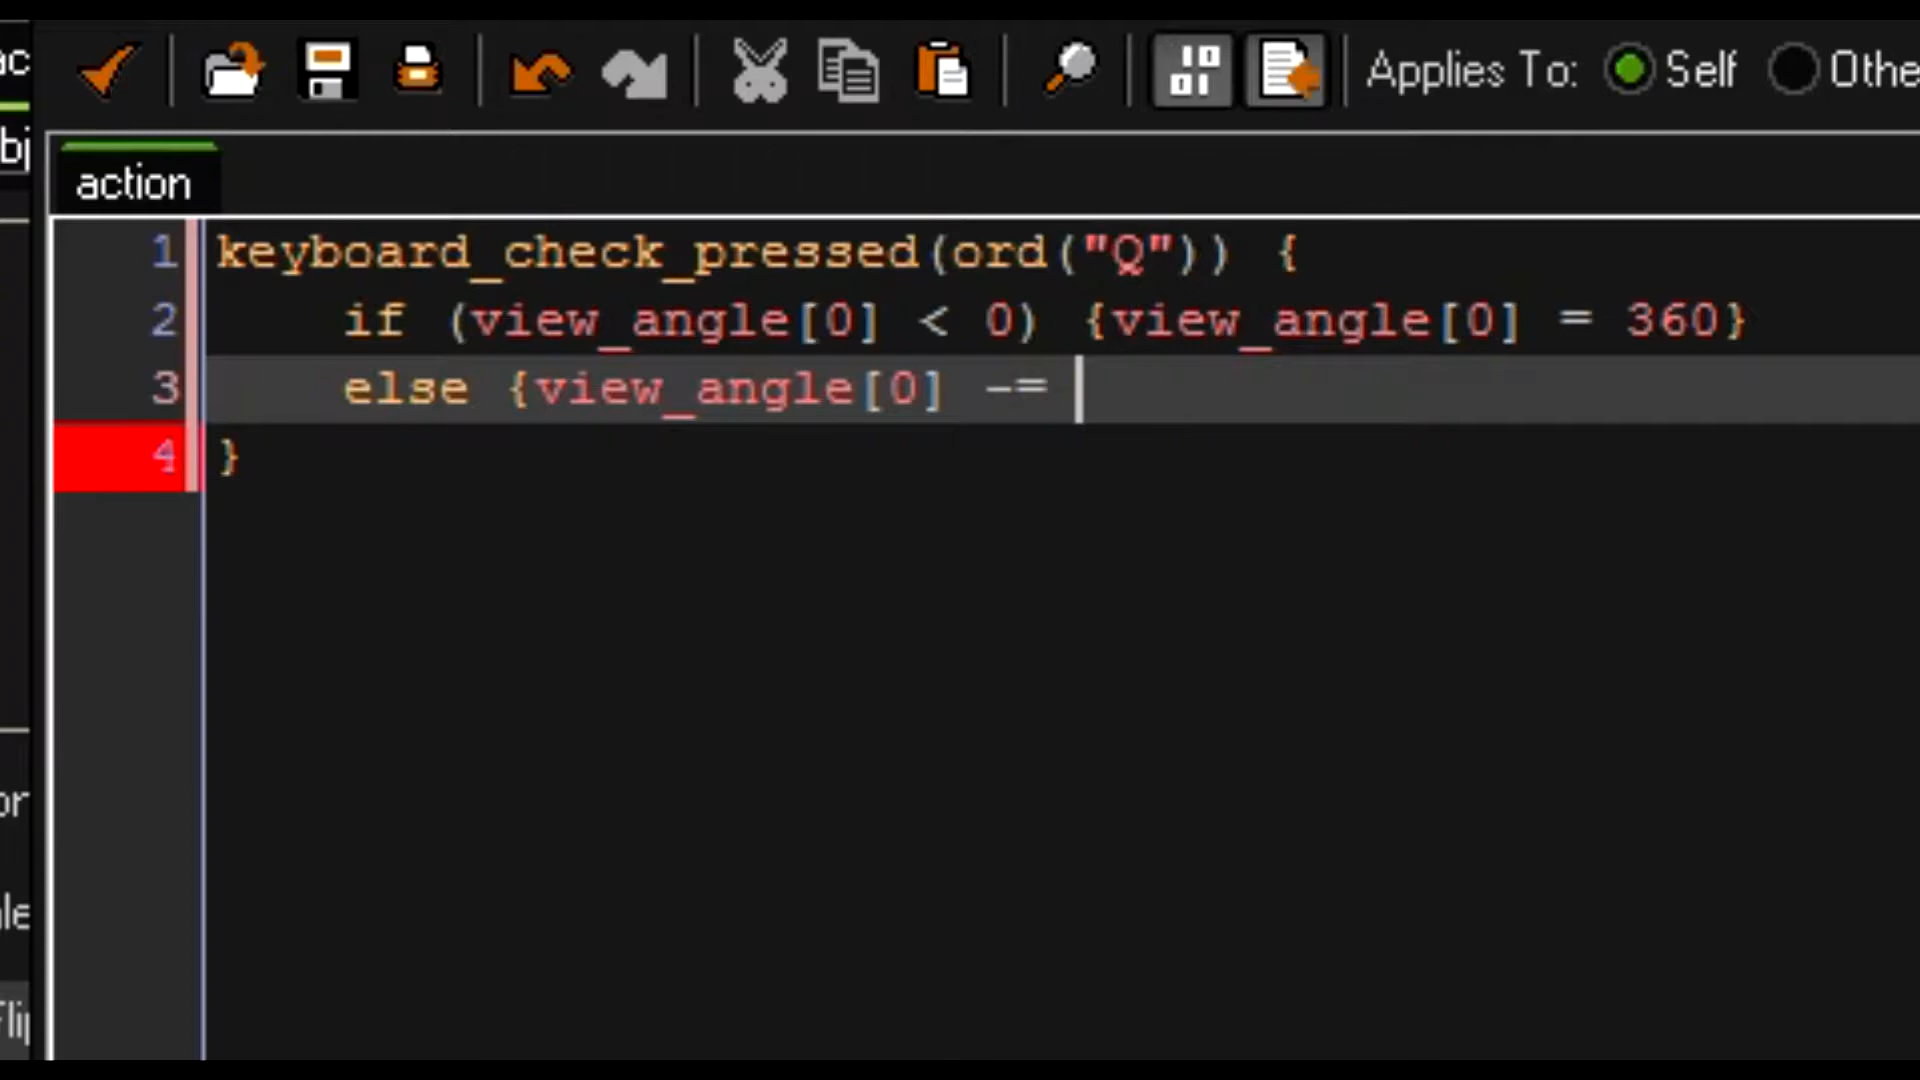 Applies To: Self
action
1 keyboard_check_pressed(ord("Q")) {
2 if (view_angle[0] < 0) {view_angle[0] = 360}
3 else {view_angle[0] -=
4 }